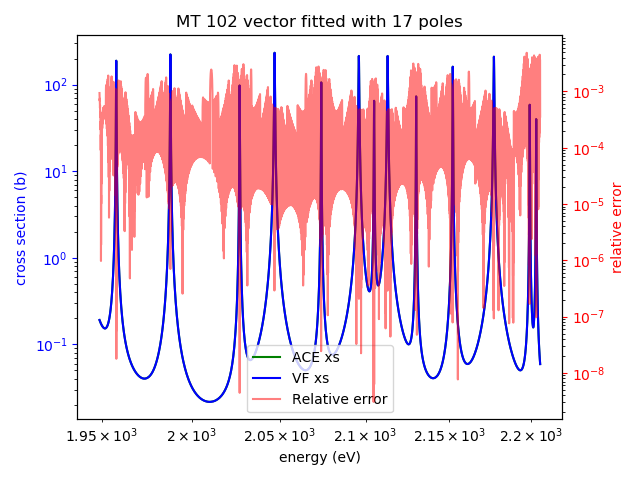 MT 102 vector fitted with 17 poles
10²
10¹
10⁰
10⁻¹
cross section (b)
10⁻³
10⁻⁴
10⁻⁵
10⁻⁶
10⁻⁷
10⁻⁸
relative error
ACE xs
VF xs
Relative error
1.95 × 10³ 2 × 10³ 2.05 × 10³ 2.1 × 10³ 2.15 × 10³ 2.2 × 10³
energy (eV)